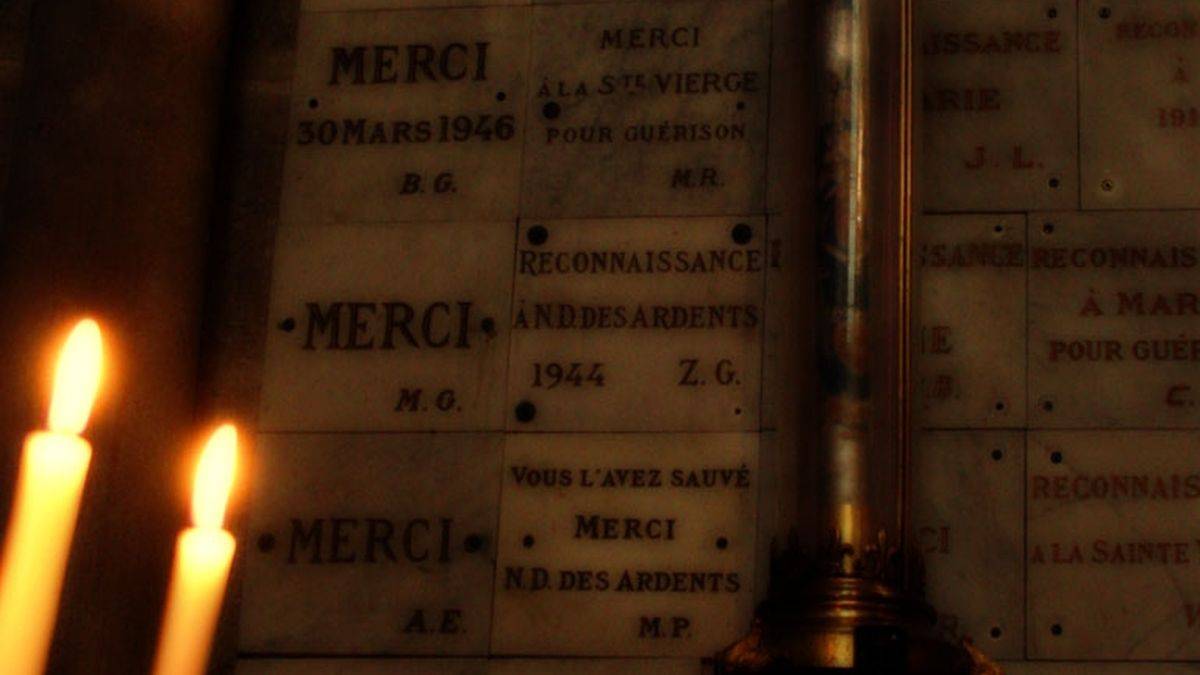 MERCI
30 MARS 1946
B. G.
MERCI
À LA STE VIERGE
POUR GUÉRISON
M.R.
J. L.
MERCI
M. G.
RECONNAISSANCE
À N.D. DES ARDENTS
1944 Z. G.
RECONNAIS
À MAR
POUR GUÉR
C.
MERCI
A.E.
VOUS L'AVEZ SAUVÉ
MERCI
N.D. DES ARDENTS
M.P.
RECONNAIS
A LA SAINTE